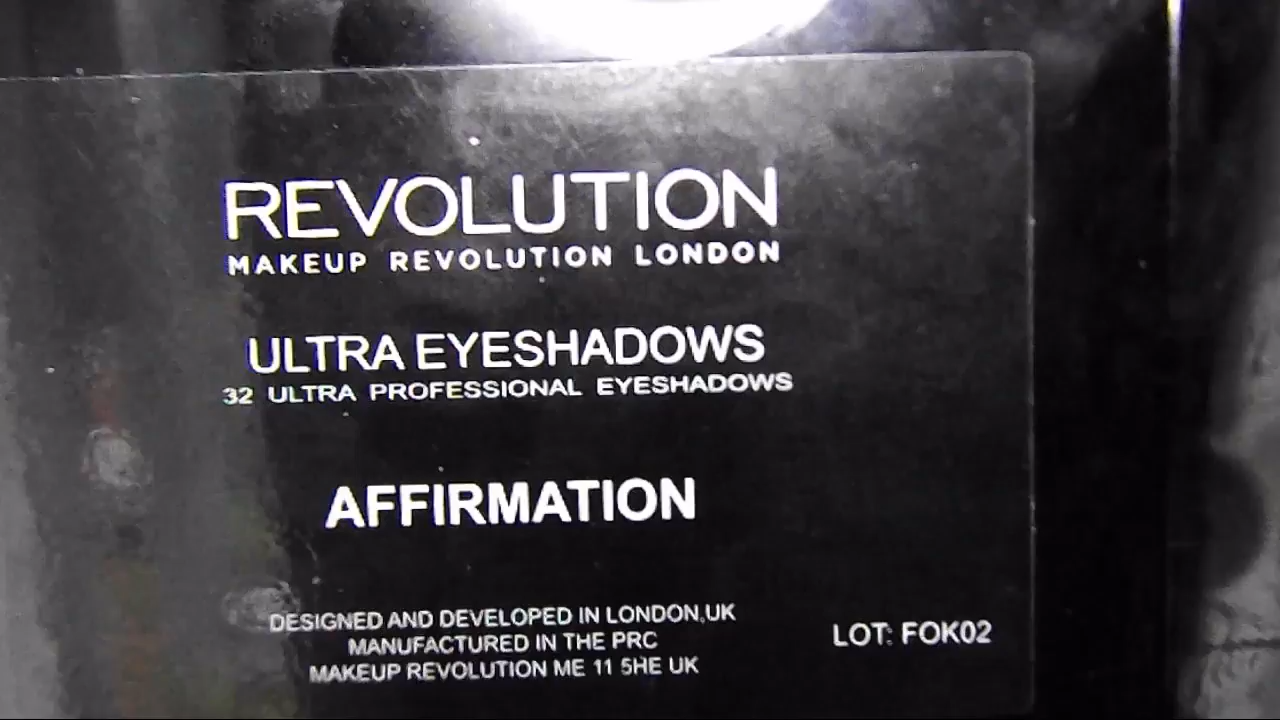 REVOLUTION
MAKEUP REVOLUTION LONDON
ULTRA EYESHADOWS
32 ULTRA PROFESSIONAL EYESHADOWS
AFFIRMATION
DESIGNED AND DEVELOPED IN LONDON,UK
MANUFACTURED IN THE PRC
MAKEUP REVOLUTION ME 11 5HE UK
LOT: FOK02